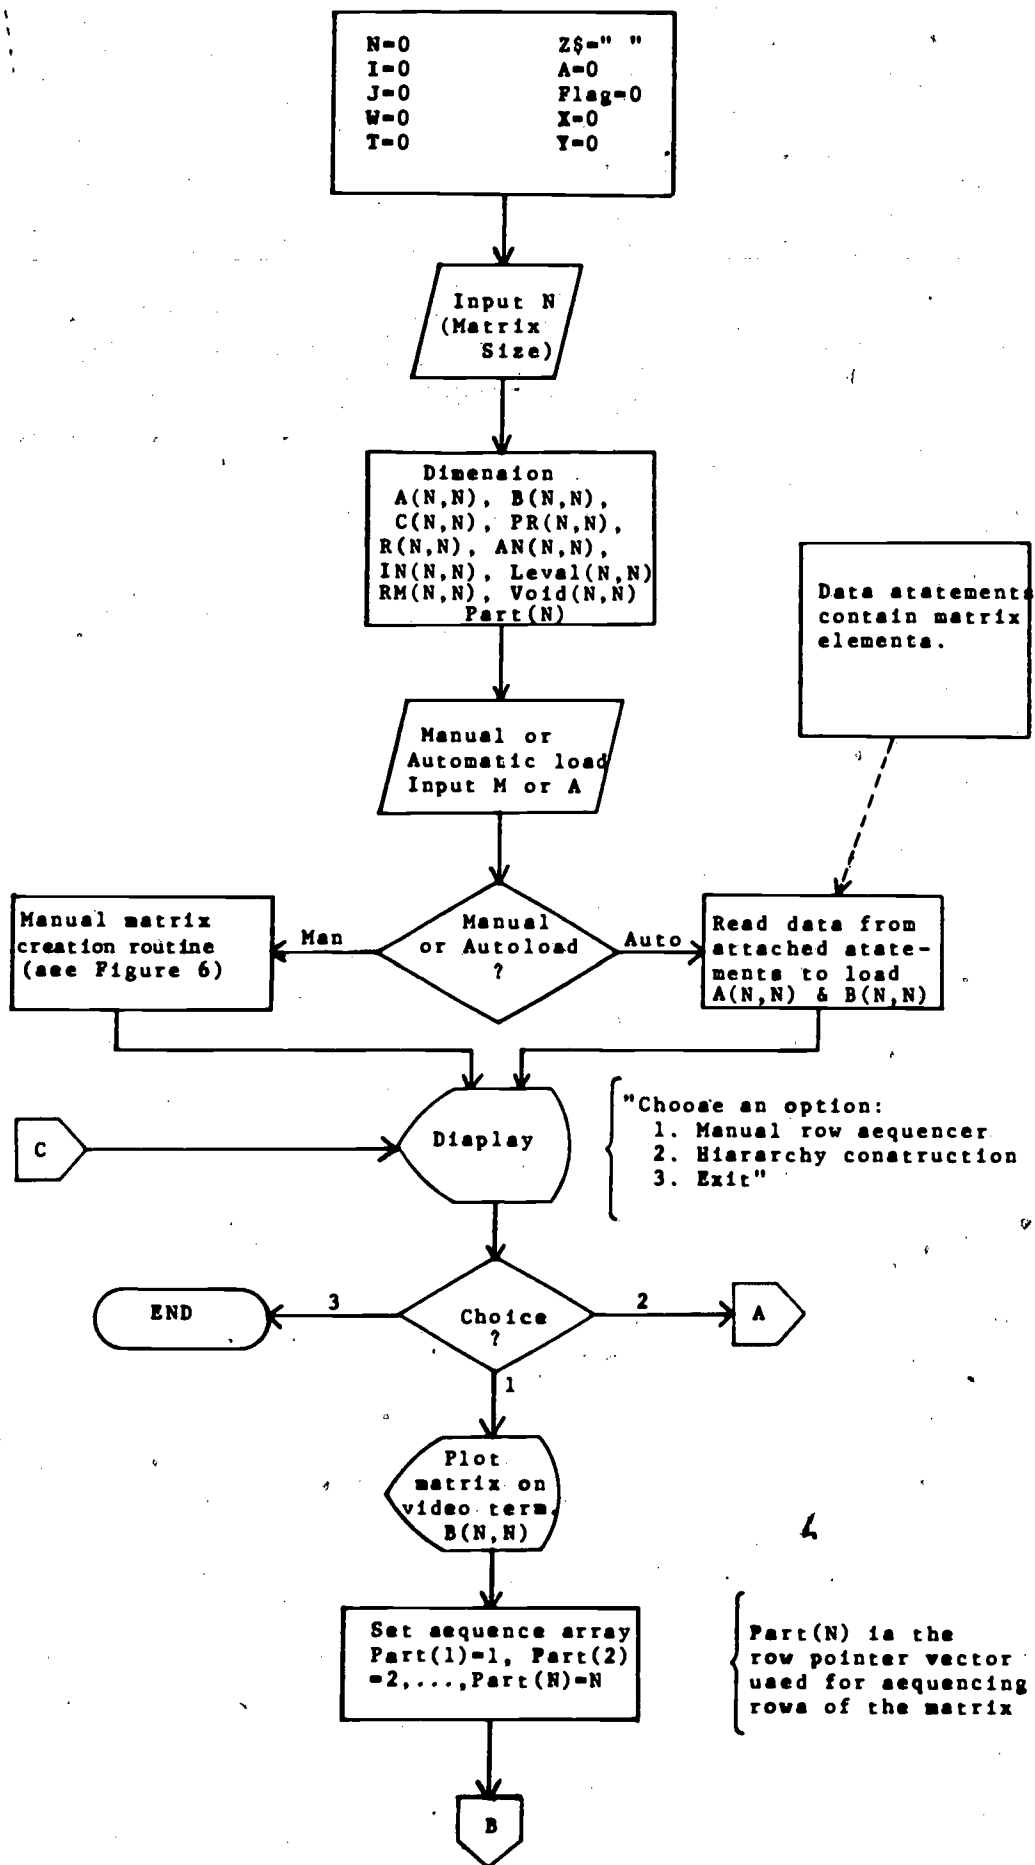 N=0 Z$=" "
I=0 A=0
J=0 Flag=0
W=0 X=0
T=0 Y=0
Input N
(Matrix
Size)
Dimension
A(N,N), B(N,N),
C(N,N), PR(N,N),
R(N,N), AN(N,N),
IN(N,N), Leval(N,N)
RM(N,N), Void(N,N)
Part(N)
Data statements
contain matrix
elements.
Manual or
Automatic load
Input M or A
Manual matrix
creation routine
(see Figure 6)
Man
Manual
or Autoload
?
Auto
Read data from
attached state-
ments to load
A(N,N) & B(N,N)
C
Display
"Choose an option:
1. Manual row sequencer
2. Hiararchy construction
3. Exit"
END
3
Choice
?
2
A
1
Plot
matrix on
video term.
B(N,N)
Set sequence array
Part(1)=1, Part(2)
=2,...,Part(N)=N
Part(N) is the
row pointer vector
used for sequencing
rows of the matrix
B